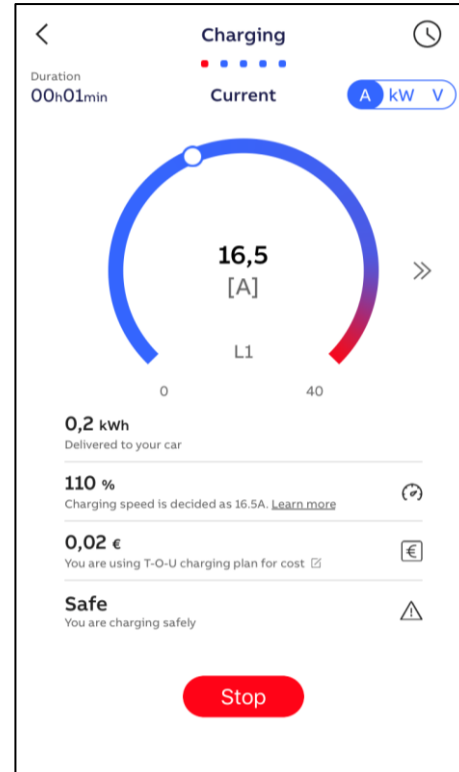 Charging
Duration
00h01min
Current
A kW V
16,5
[A]
L1
0 40
0,2 kWh
Delivered to your car
110 %
Charging speed is decided as 16.5A. Learn more
0,02 €
You are using T-O-U charging plan for cost
€
Safe
You are charging safely
Stop